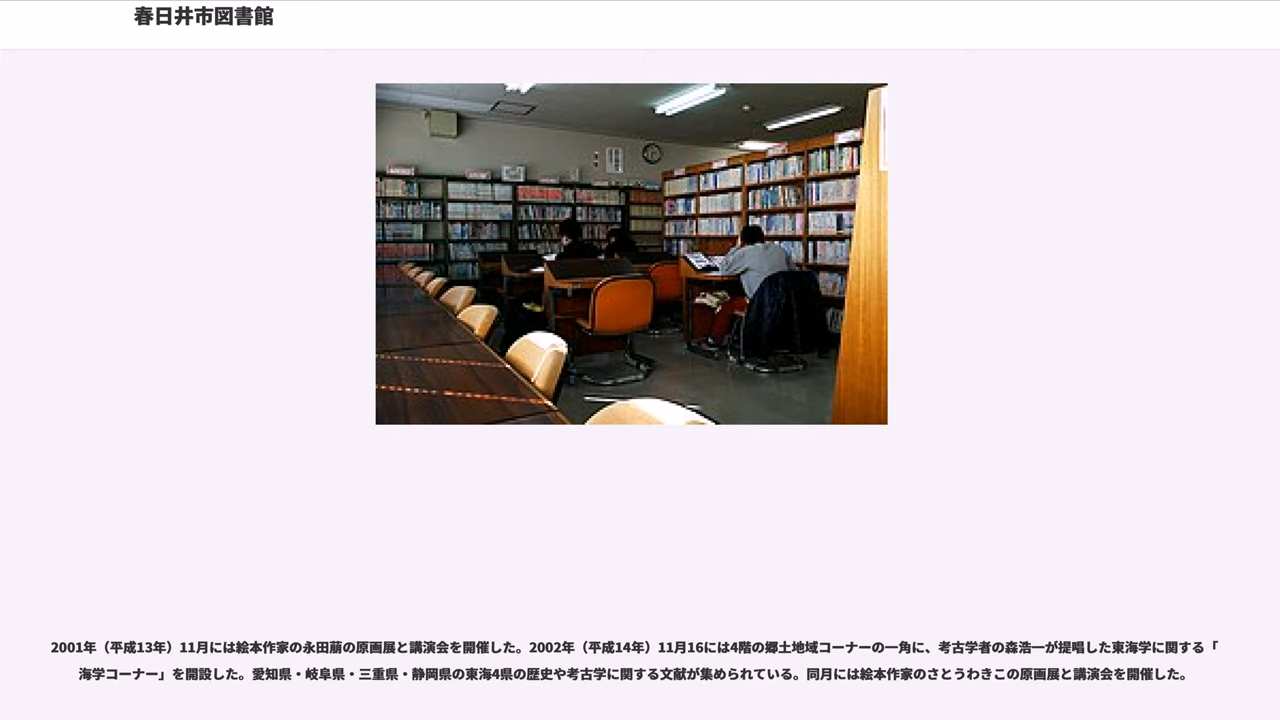 春日井市図書館
2001年（平成13年）11月には絵本作家の永田萠の原画展と講演会を開催した。2002年（平成14年）11月16には4階の郷土地域コーナーの一角に、考古学者の森浩一が提唱した東海学に関する「
海学コーナー」を開設した。愛知県・岐阜県・三重県・静岡県の東海4県の歴史や考古学に関する文献が集められている。同月には絵本作家のさとうわきこの原画展と講演会を開催した。